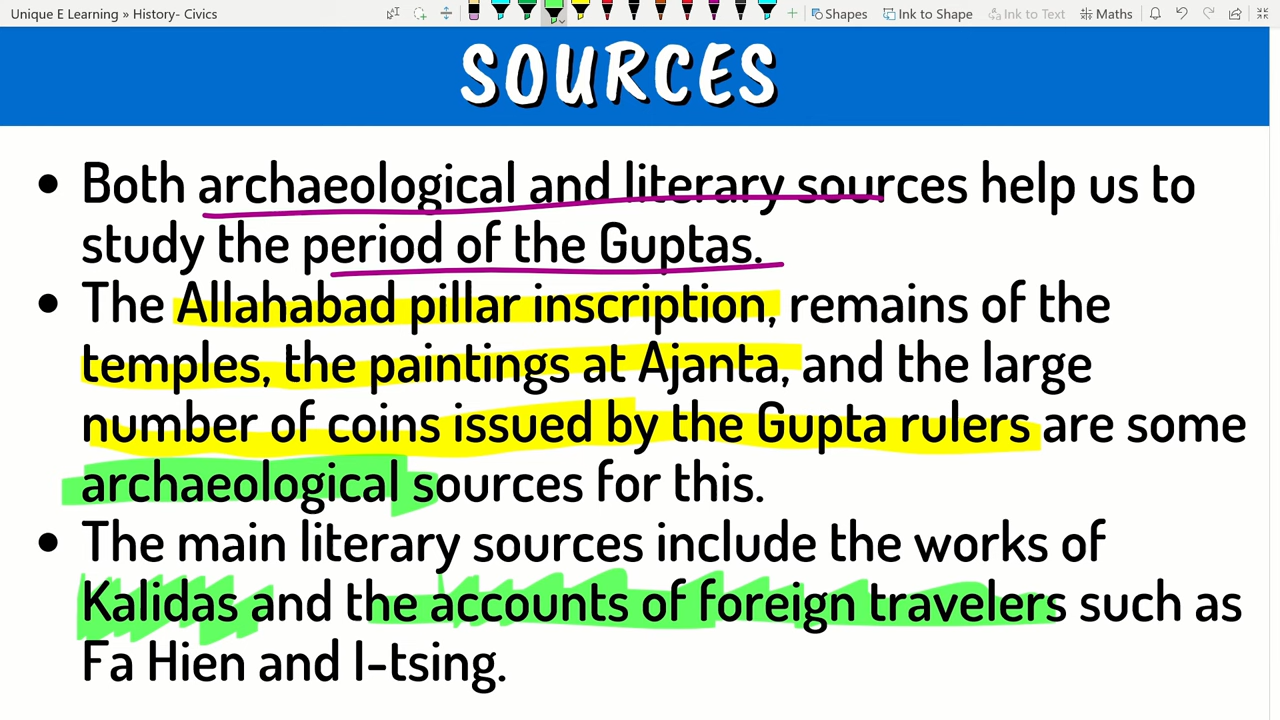 Unique E Learning » History- Civics
Shapes
Ink to Shape
Ink to Text
Maths
SOURCES
• Both archaeological and literary sources help us to
study the period of the Guptas.
• The Allahabad pillar inscription, remains of the
temples, the paintings at Ajanta, and the large
number of coins issued by the Gupta rulers are some
archaeological sources for this.
• The main literary sources include the works of
Kalidas and the accounts of foreign travelers such as
Fa Hien and I-tsing.